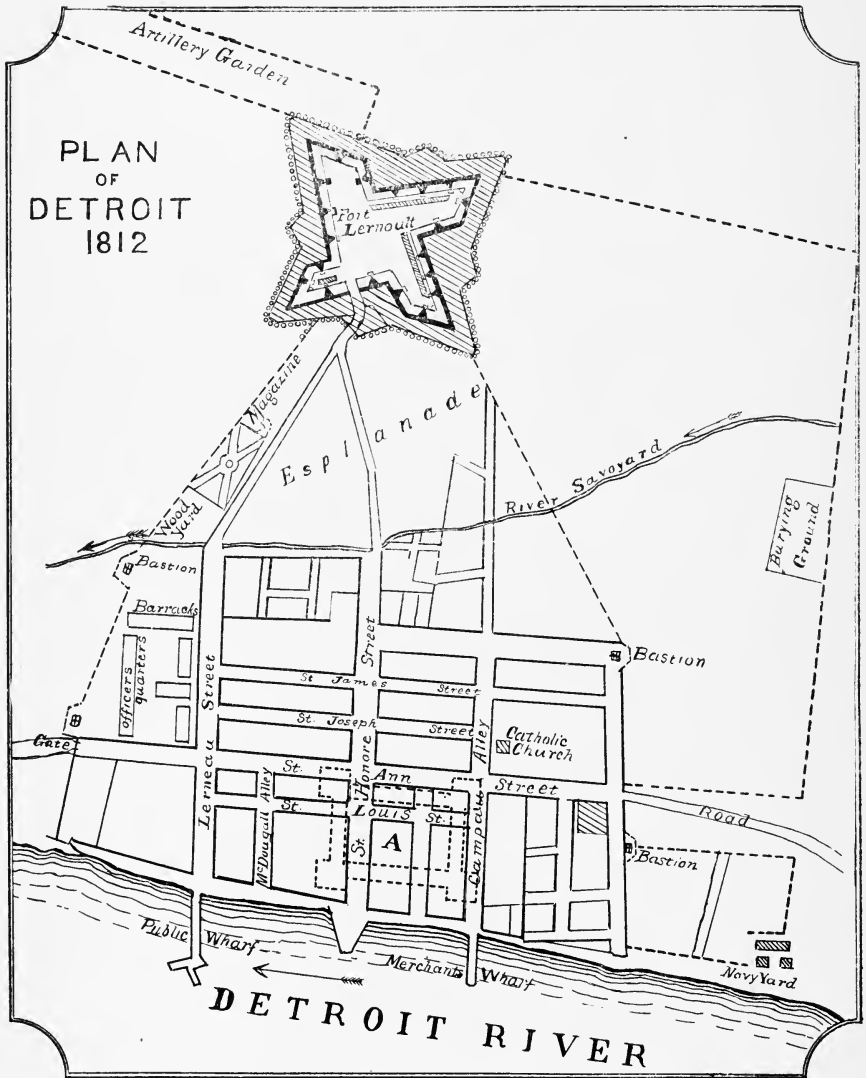 Artillery Garden
PLAN
OF
DETROIT
1812
Fort
Lernoult
Magazine
Esplanade
Wood
Yard
River Savoyard
Burying
Ground
Bastion
Barracks
officers
quarters
Lerneau Street
Honore Street
St. James Street
St. Joseph Street
Bastion
Gate
Catholic
Church
Campau Alley
McDougall Alley
St. Ann Street
St. Louis St.
A
Road
Bastion
Public Wharf
Merchants Wharf
Navy Yard
DETROIT RIVER